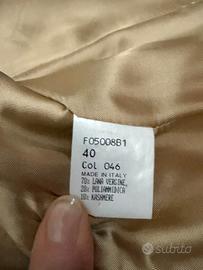 F05008B1
40
Col 046
MADE IN ITALY
70% LANA VERGINE,
20% POLIAMMIDICA
10% KASHMERE
subito